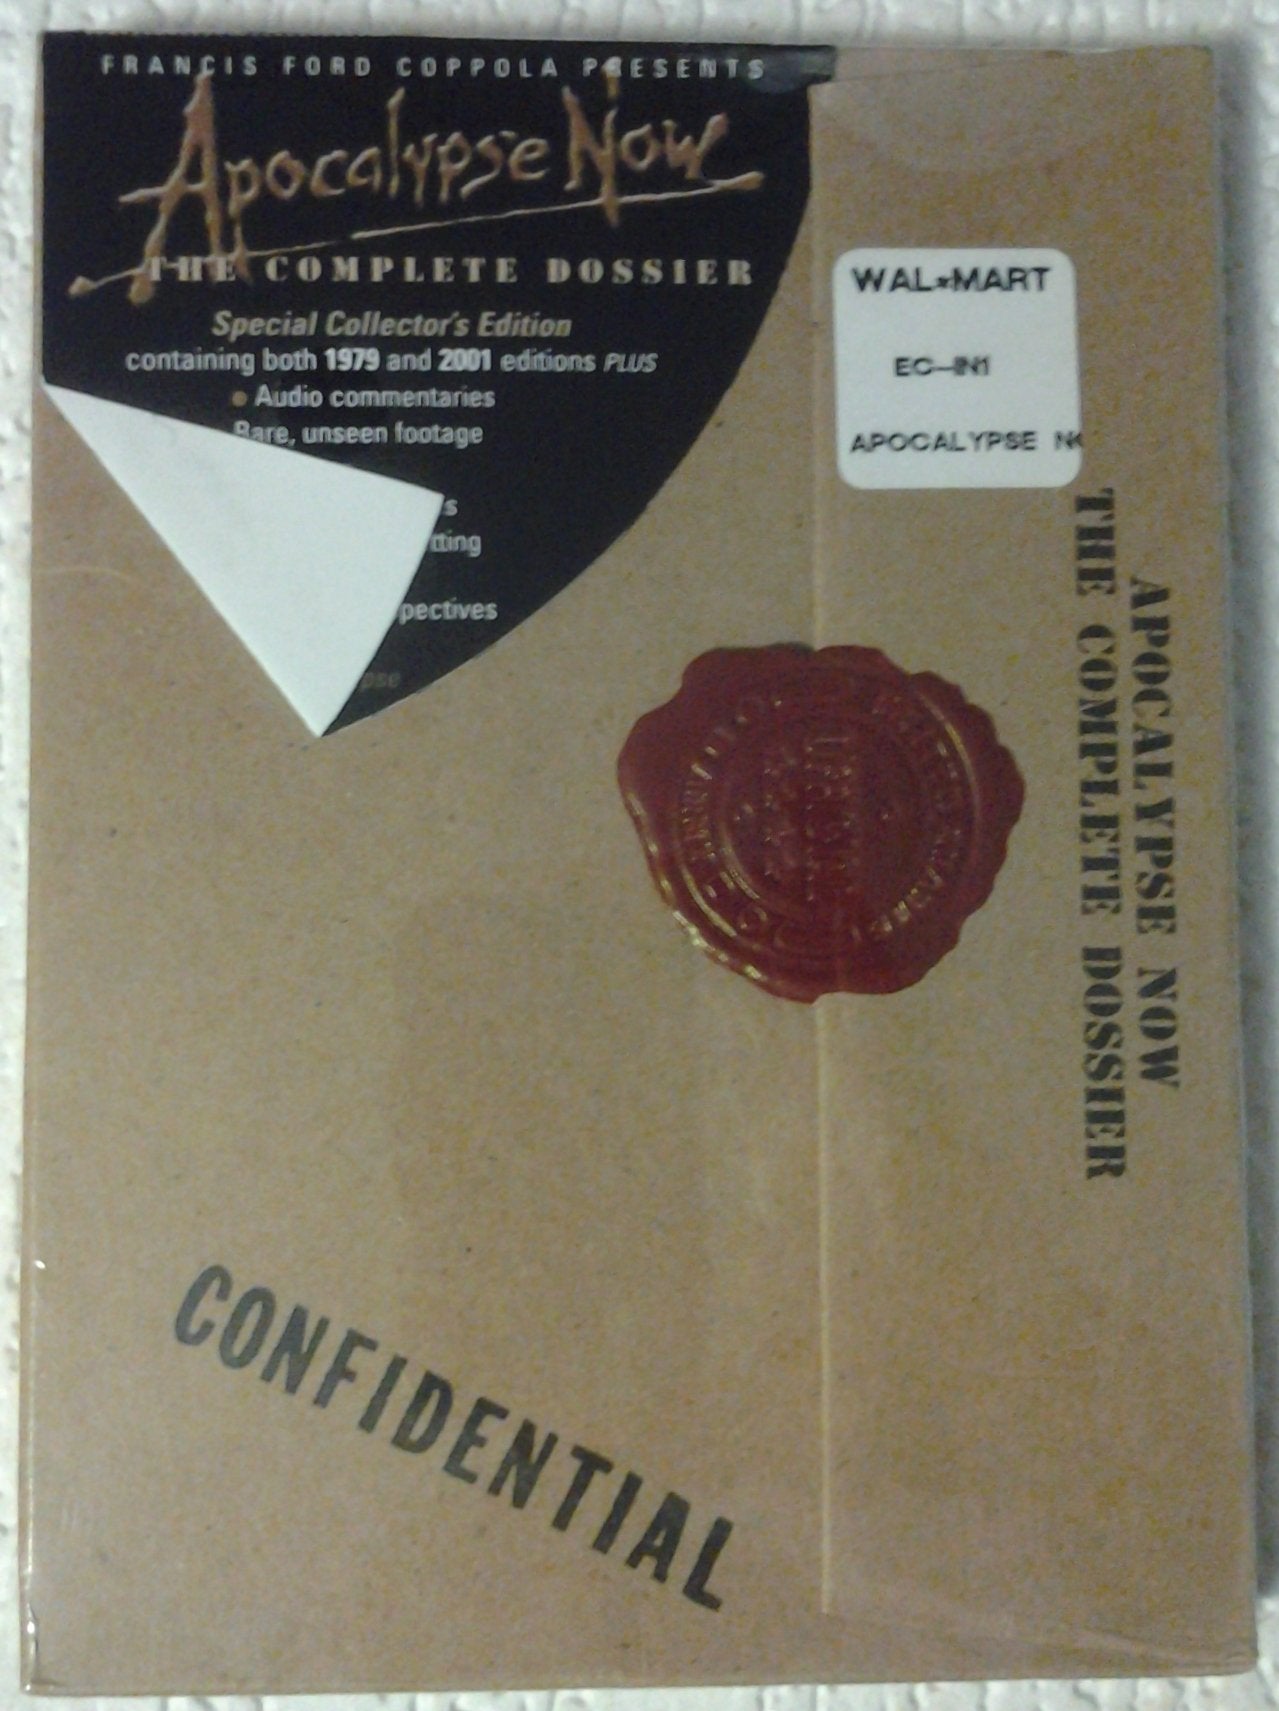 FRANCIS FORD COPPOLA PRESENTS
Apocalypse Now
THE COMPLETE DOSSIER
Special Collector's Edition
containing both 1979 and 2001 editions PLUS
• Audio commentaries
Rare, unseen footage
WAL★MART
EC-IN1
APOCALYPSE
APOCALYPSE NOW
THE COMPLETE DOSSIER
CONFIDENTIAL